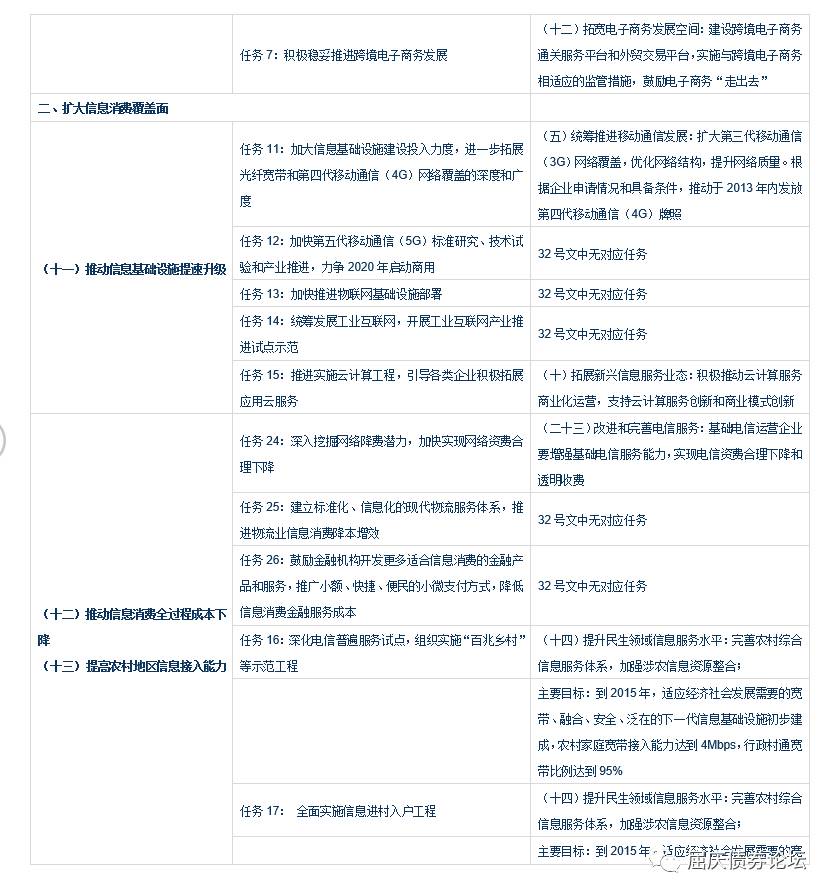 任务 7：积极稳妥推进跨境电子商务发展
（十二）拓宽电子商务发展空间：建设跨境电子商务
通关服务平台和外贸交易平台，实施与跨境电子商务
相适应的监管措施，鼓励电子商务“走出去”
二、扩大信息消费覆盖面
（十一）推动信息基础设施提速升级
任务 11：加大信息基础设施建设投入力度，进一步拓展
光纤宽带和第四代移动通信（4G）网络覆盖的深度和广
度
（五）统筹推进移动通信发展：扩大第三代移动通信
（3G）网络覆盖，优化网络结构，提升网络质量。根
据企业申请情况和具备条件，推动于 2013 年内发放
第四代移动通信（4G）牌照
任务 12：加快第五代移动通信（5G）标准研究、技术试
验和产业推进，力争 2020 年启动商用
32 号文中无对应任务
任务 13：加快推进物联网基础设施部署
32 号文中无对应任务
任务 14：统筹发展工业互联网，开展工业互联网产业推
进试点示范
32 号文中无对应任务
任务 15：推进实施云计算工程，引导各类企业积极拓展
应用云服务
（十）拓展新兴信息服务业态：积极推动云计算服务
商业化运营，支持云计算服务创新和商业模式创新
（十二）推动信息消费全过程成本下
降
（十三）提高农村地区信息接入能力
任务 24：深入挖掘网络降费潜力，加快实现网络资费合
理下降
（二十三）改进和完善电信服务：基础电信运营企业
要增强基础电信服务能力，实现电信资费合理下降和
透明收费
任务 25：建立标准化、信息化的现代物流服务体系，推
进物流业信息消费降本增效
32 号文中无对应任务
任务 26：鼓励金融机构开发更多适合信息消费的金融产
品和服务，推广小额、快捷、便民的小微支付方式，降低
信息消费金融服务成本
32 号文中无对应任务
任务 16：深化电信普遍服务试点，组织实施“百兆乡村”
等示范工程
（十四）提升民生领域信息服务水平：完善农村综合
信息服务体系，加强涉农信息资源整合；
主要目标：到 2015 年，适应经济社会发展需要的宽
带、融合、安全、泛在的下一代信息基础设施初步建
成，农村家庭宽带接入能力达到 4Mbps，行政村通宽
带比例达到 95%
任务 17： 全面实施信息进村入户工程
（十四）提升民生领域信息服务水平：完善农村综合
信息服务体系，加强涉农信息资源整合；
主要目标：到 2015 年，适应经济社会发展需要的宽
屈庆债券论坛